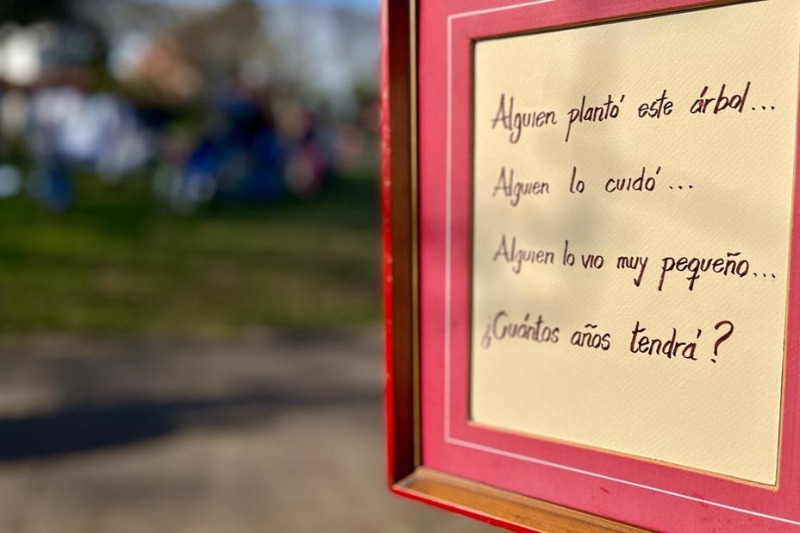 Alguien plantó este árbol...
Alguien lo cuidó...
Alguien lo vio muy pequeño...
¿Cuántos años tendrá?